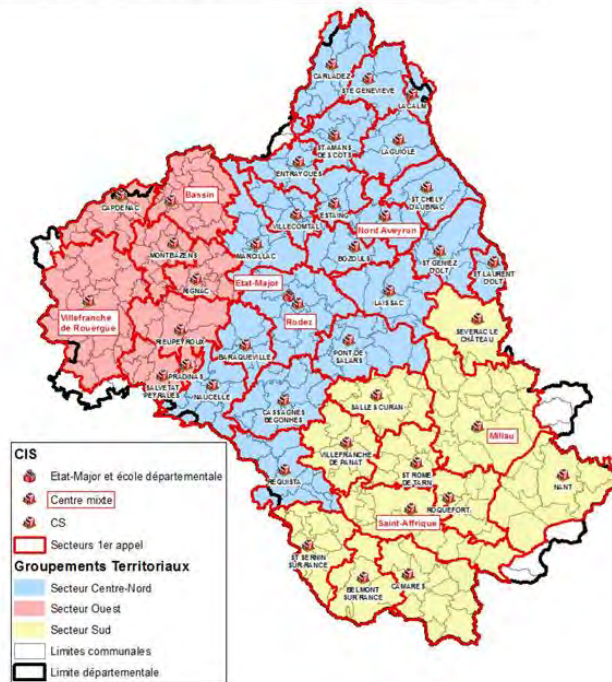 CARLADEZ
STE GENEVIEVE
LACALM
ST AMANS
DES COTS
LAGUIOLE
ENTRAYGUES
Bassin
CAPDENAC
ST CHELY
D'AUBRAC
ESTAING
VILLECOMTAL
Nord Aveyron
MONTBAZENS
MARCILLAC
BOZOULS
ST GENIEZ
D'OLT
ST LAURENT
D'OLT
RIGNAC
Etat-Major
LAISSAC
Villefranche
de Rouergue
Rodez
SEVERAC LE
CHÂTEAU
RIEUPEYROUX
BARAQUEVILLE
PONT DE
SALARS
PRADINAS
SALVETAT
PEYRALES
NAUCELLE
CASSAGNES
BEGONHES
SALLES CURAN
Millau
VILLEFRANCHE
DE PANAT
ST ROME
DE TARN
NANT
REQUISTA
ROQUEFORT
Saint-Affrique
ST SERNIN
SUR RANCE
BELMONT
SUR RANCE
CAMARES
CIS
Etat-Major et école départementale
Centre mixte
CS
Secteurs 1er appel
Groupements Territoriaux
Secteur Centre-Nord
Secteur Ouest
Secteur Sud
Limites communales
Limite départementale